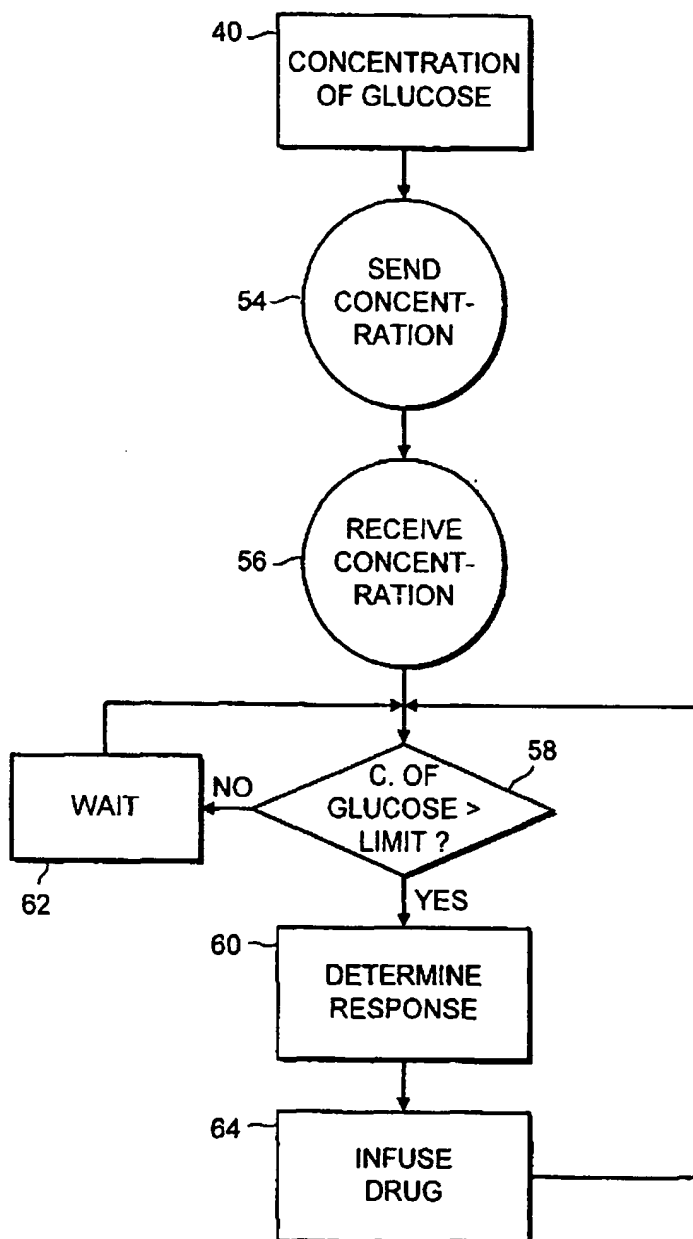 40
CONCENTRATION
OF GLUCOSE
54
SEND
CONCENT-
RATION
56
RECEIVE
CONCENT-
RATION
58
C. OF
GLUCOSE >
LIMIT ?
NO
WAIT
62
YES
60
DETERMINE
RESPONSE
64
INFUSE
DRUG